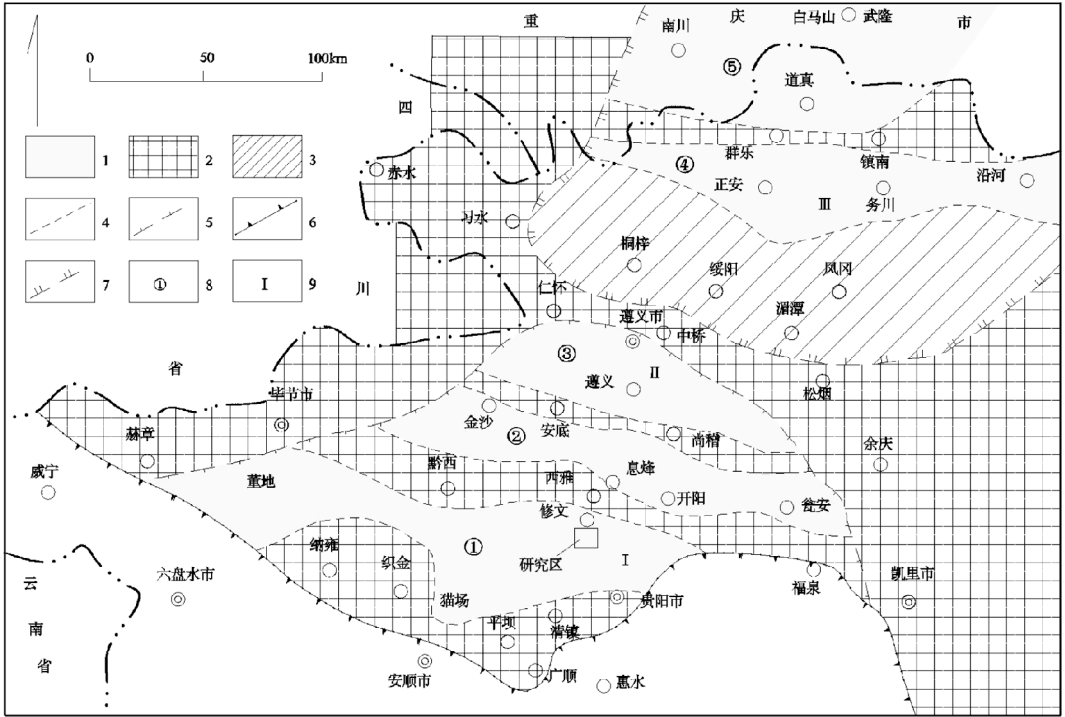 重
庆
市
南川
白马山
武隆
⑤
道真
0
50
100km
四
1
2
3
赤水
群乐
镇南
④
正安
沿河
Ⅲ
务川
4
5
6
习水
桐梓
绥阳
凤冈
7
①
8
Ⅰ
9
川
仁怀
湄潭
遵义市
中桥
③
Ⅱ
省
遵义
松烟
毕节市
金沙
安底
②
尚稽
赫章
余庆
威宁
黔西
息烽
董地
西雅
开阳
瓮安
修文
①
纳雍
织金
研究区
Ⅰ
云
六盘水市
福泉
凯里市
猫场
贵阳市
南
平坝
清镇
省
安顺市
广顺
惠水